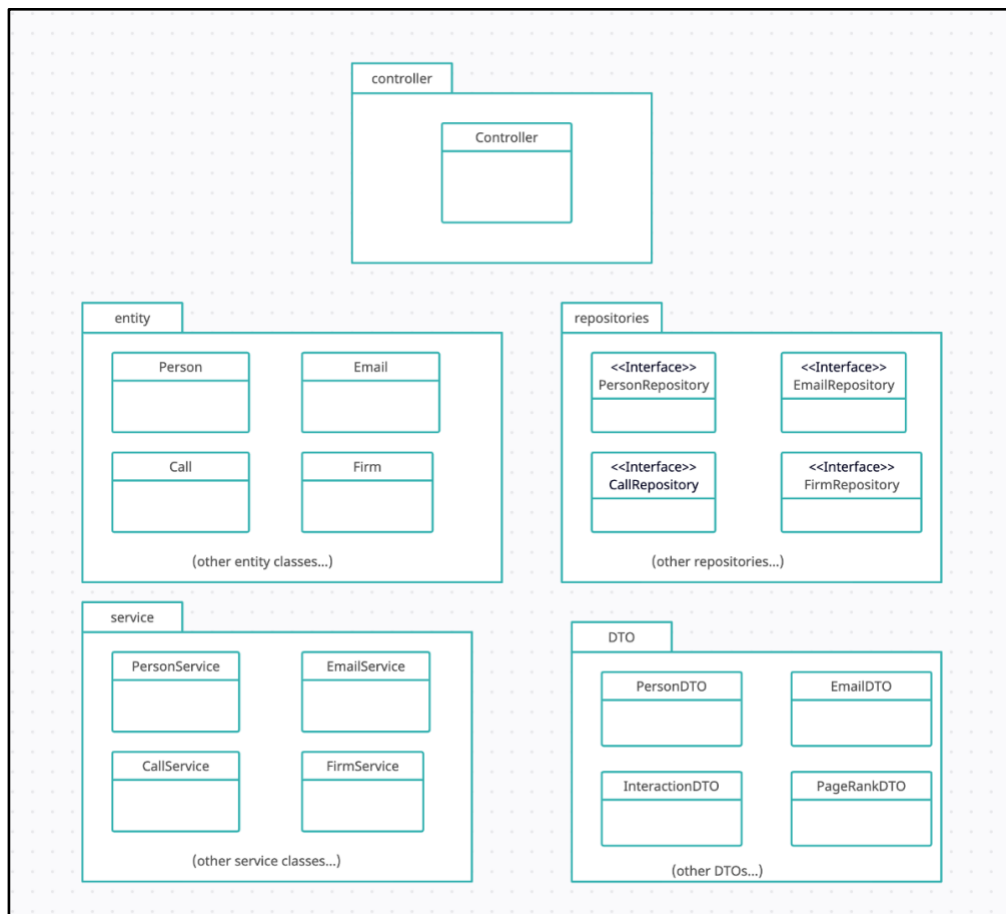 controller
Controller
entity
Person
Email
Call
Firm
(other entity classes...)
repositories
<<Interface>>
PersonRepository
<<Interface>>
EmailRepository
<<Interface>>
CallRepository
<<Interface>>
FirmRepository
(other repositories...)
service
PersonService
EmailService
CallService
FirmService
(other service classes...)
DTO
PersonDTO
EmailDTO
InteractionDTO
PageRankDTO
(other DTOs...)